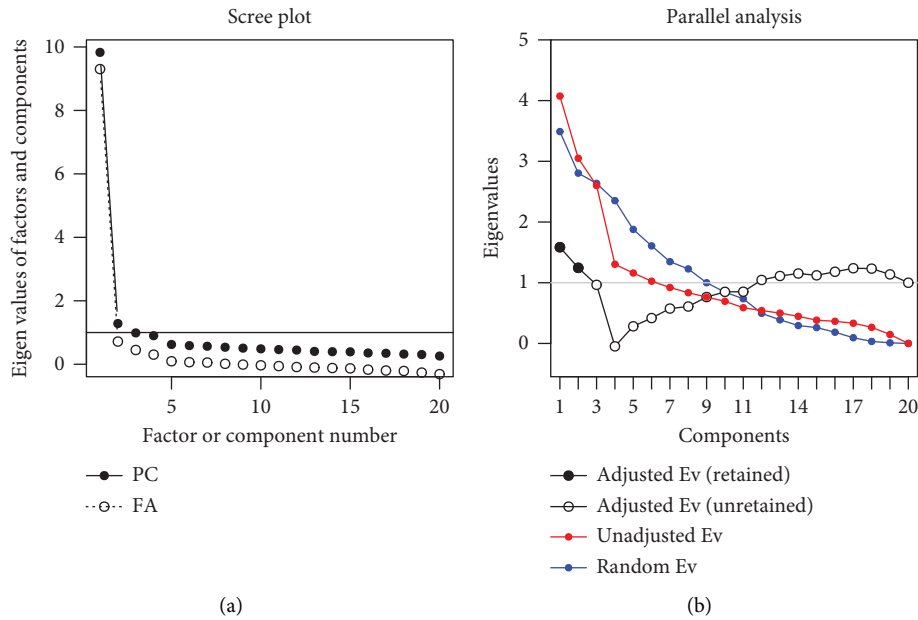 Scree plot
Eigen values of factors and components
10
8
6
4
2
0
5
10
15
20
Factor or component number
PC
FA
(a)
Parallel analysis
Eigenvalues
5
4
3
2
1
0
1 3 5 7 9 11 14 17 20
Components
Adjusted Ev (retained)
Adjusted Ev (unretained)
Unadjusted Ev
Random Ev
(b)